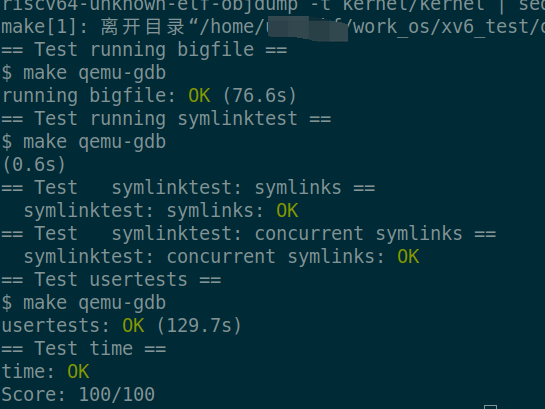 riscv64-unknown-elf-objdump -t kernel/kernel | sed
make[1]: 离开目录“/home/u f/work_os/xv6_test/
== Test running bigfile ==
$ make qemu-gdb
running bigfile: OK (76.6s)
== Test running symlinktest ==
$ make qemu-gdb
(0.6s)
== Test   symlinktest: symlinks ==
  symlinktest: symlinks: OK
== Test   symlinktest: concurrent symlinks ==
  symlinktest: concurrent symlinks: OK
== Test usertests ==
$ make qemu-gdb
usertests: OK (129.7s)
== Test time ==
time: OK
Score: 100/100